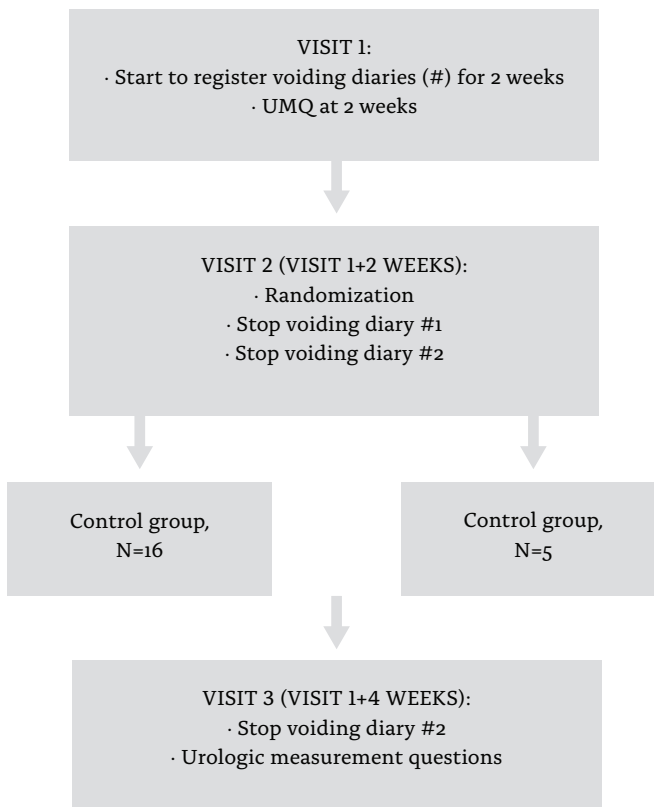 VISIT 1:
· Start to register voiding diaries (#) for 2 weeks
· UMQ at 2 weeks
VISIT 2 (VISIT 1+2 WEEKS):
· Randomization
· Stop voiding diary #1
· Stop voiding diary #2
Control group,
N=16
Control group,
N=5
VISIT 3 (VISIT 1+4 WEEKS):
· Stop voiding diary #2
· Urologic measurement questions